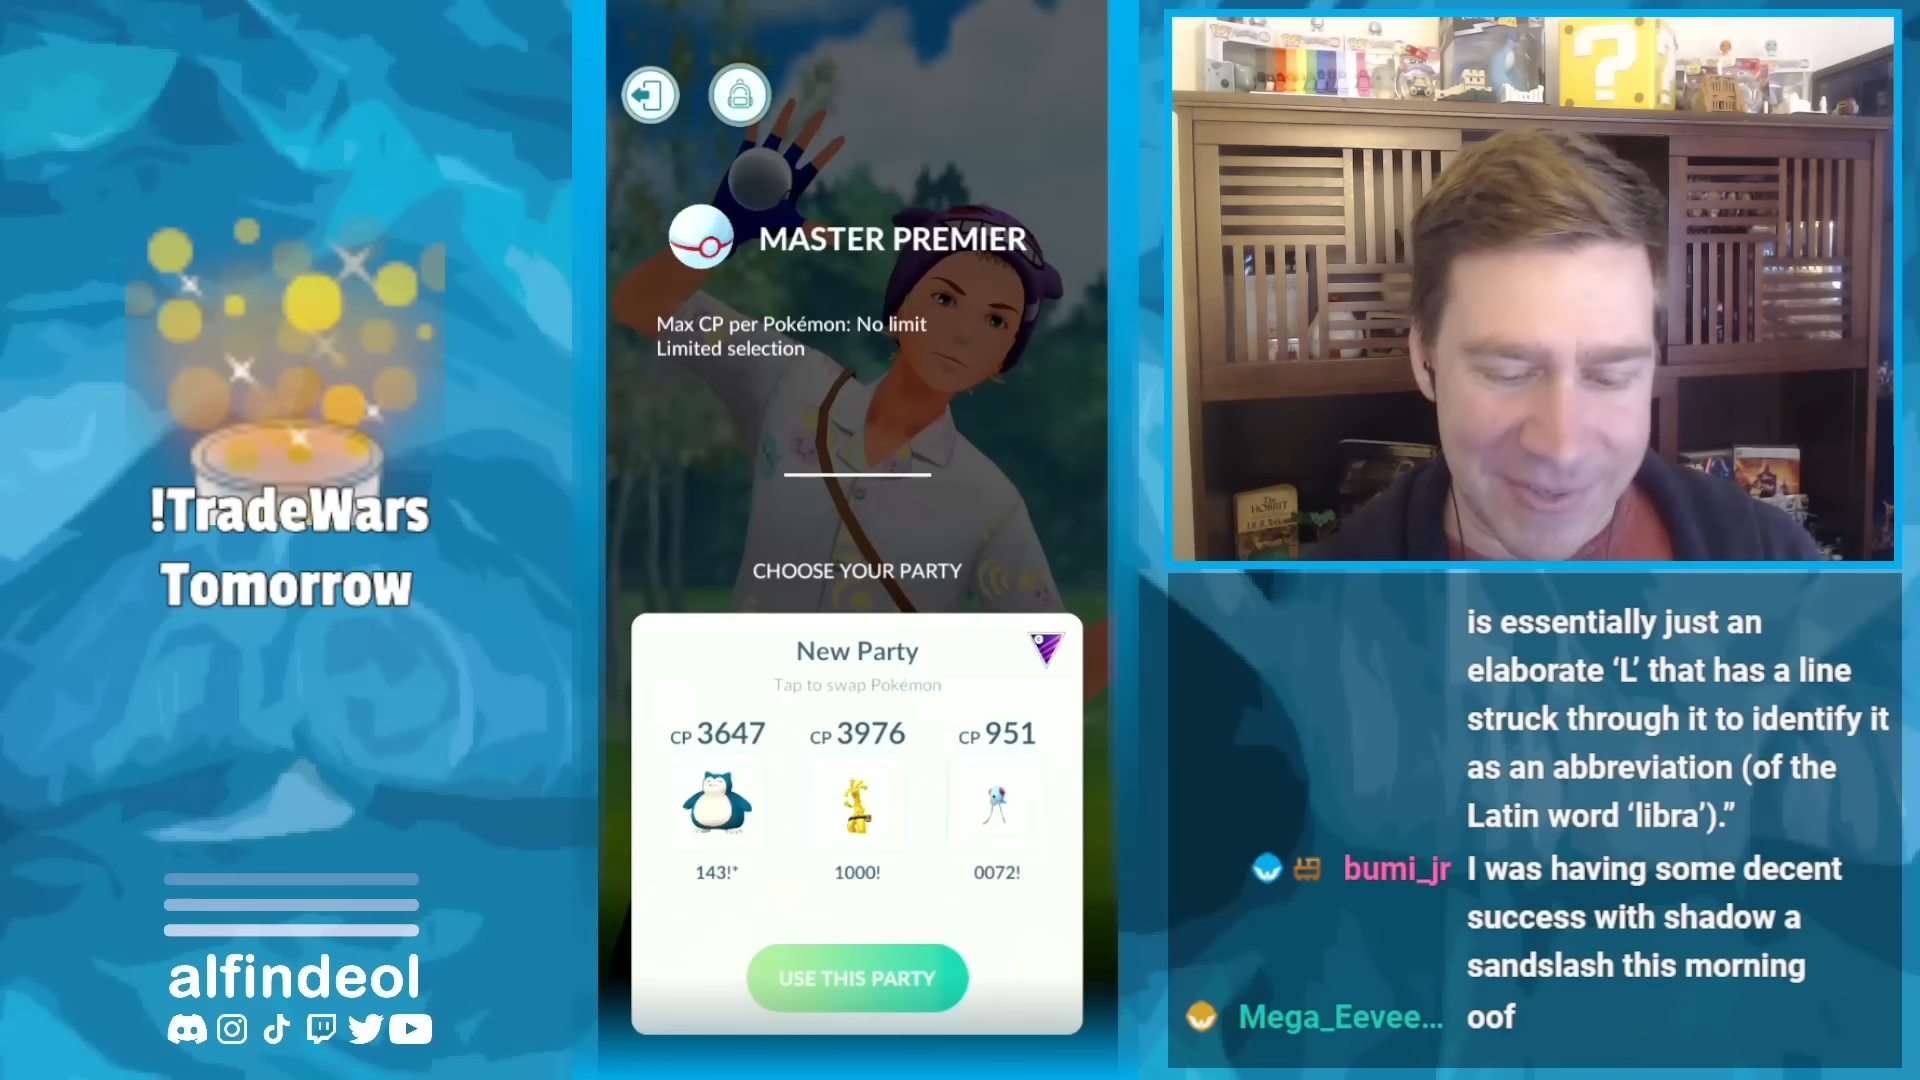 !TradeWars
Tomorrow
alfindeol
MASTER PREMIER
Max CP per Pokémon: No limit
Limited selection
CHOOSE YOUR PARTY
New Party
Tap to swap Pokémon
CP 3647
CP 3976
CP 951
143!*
1000!
0072!
USE THIS PARTY
The
HOBBIT
is essentially just an
elaborate ‘L’ that has a line
struck through it to identify it
as an abbreviation (of the
Latin word ‘libra’).”
bumi_jr I was having some decent
success with shadow a
sandslash this morning
Mega_Eevee... oof